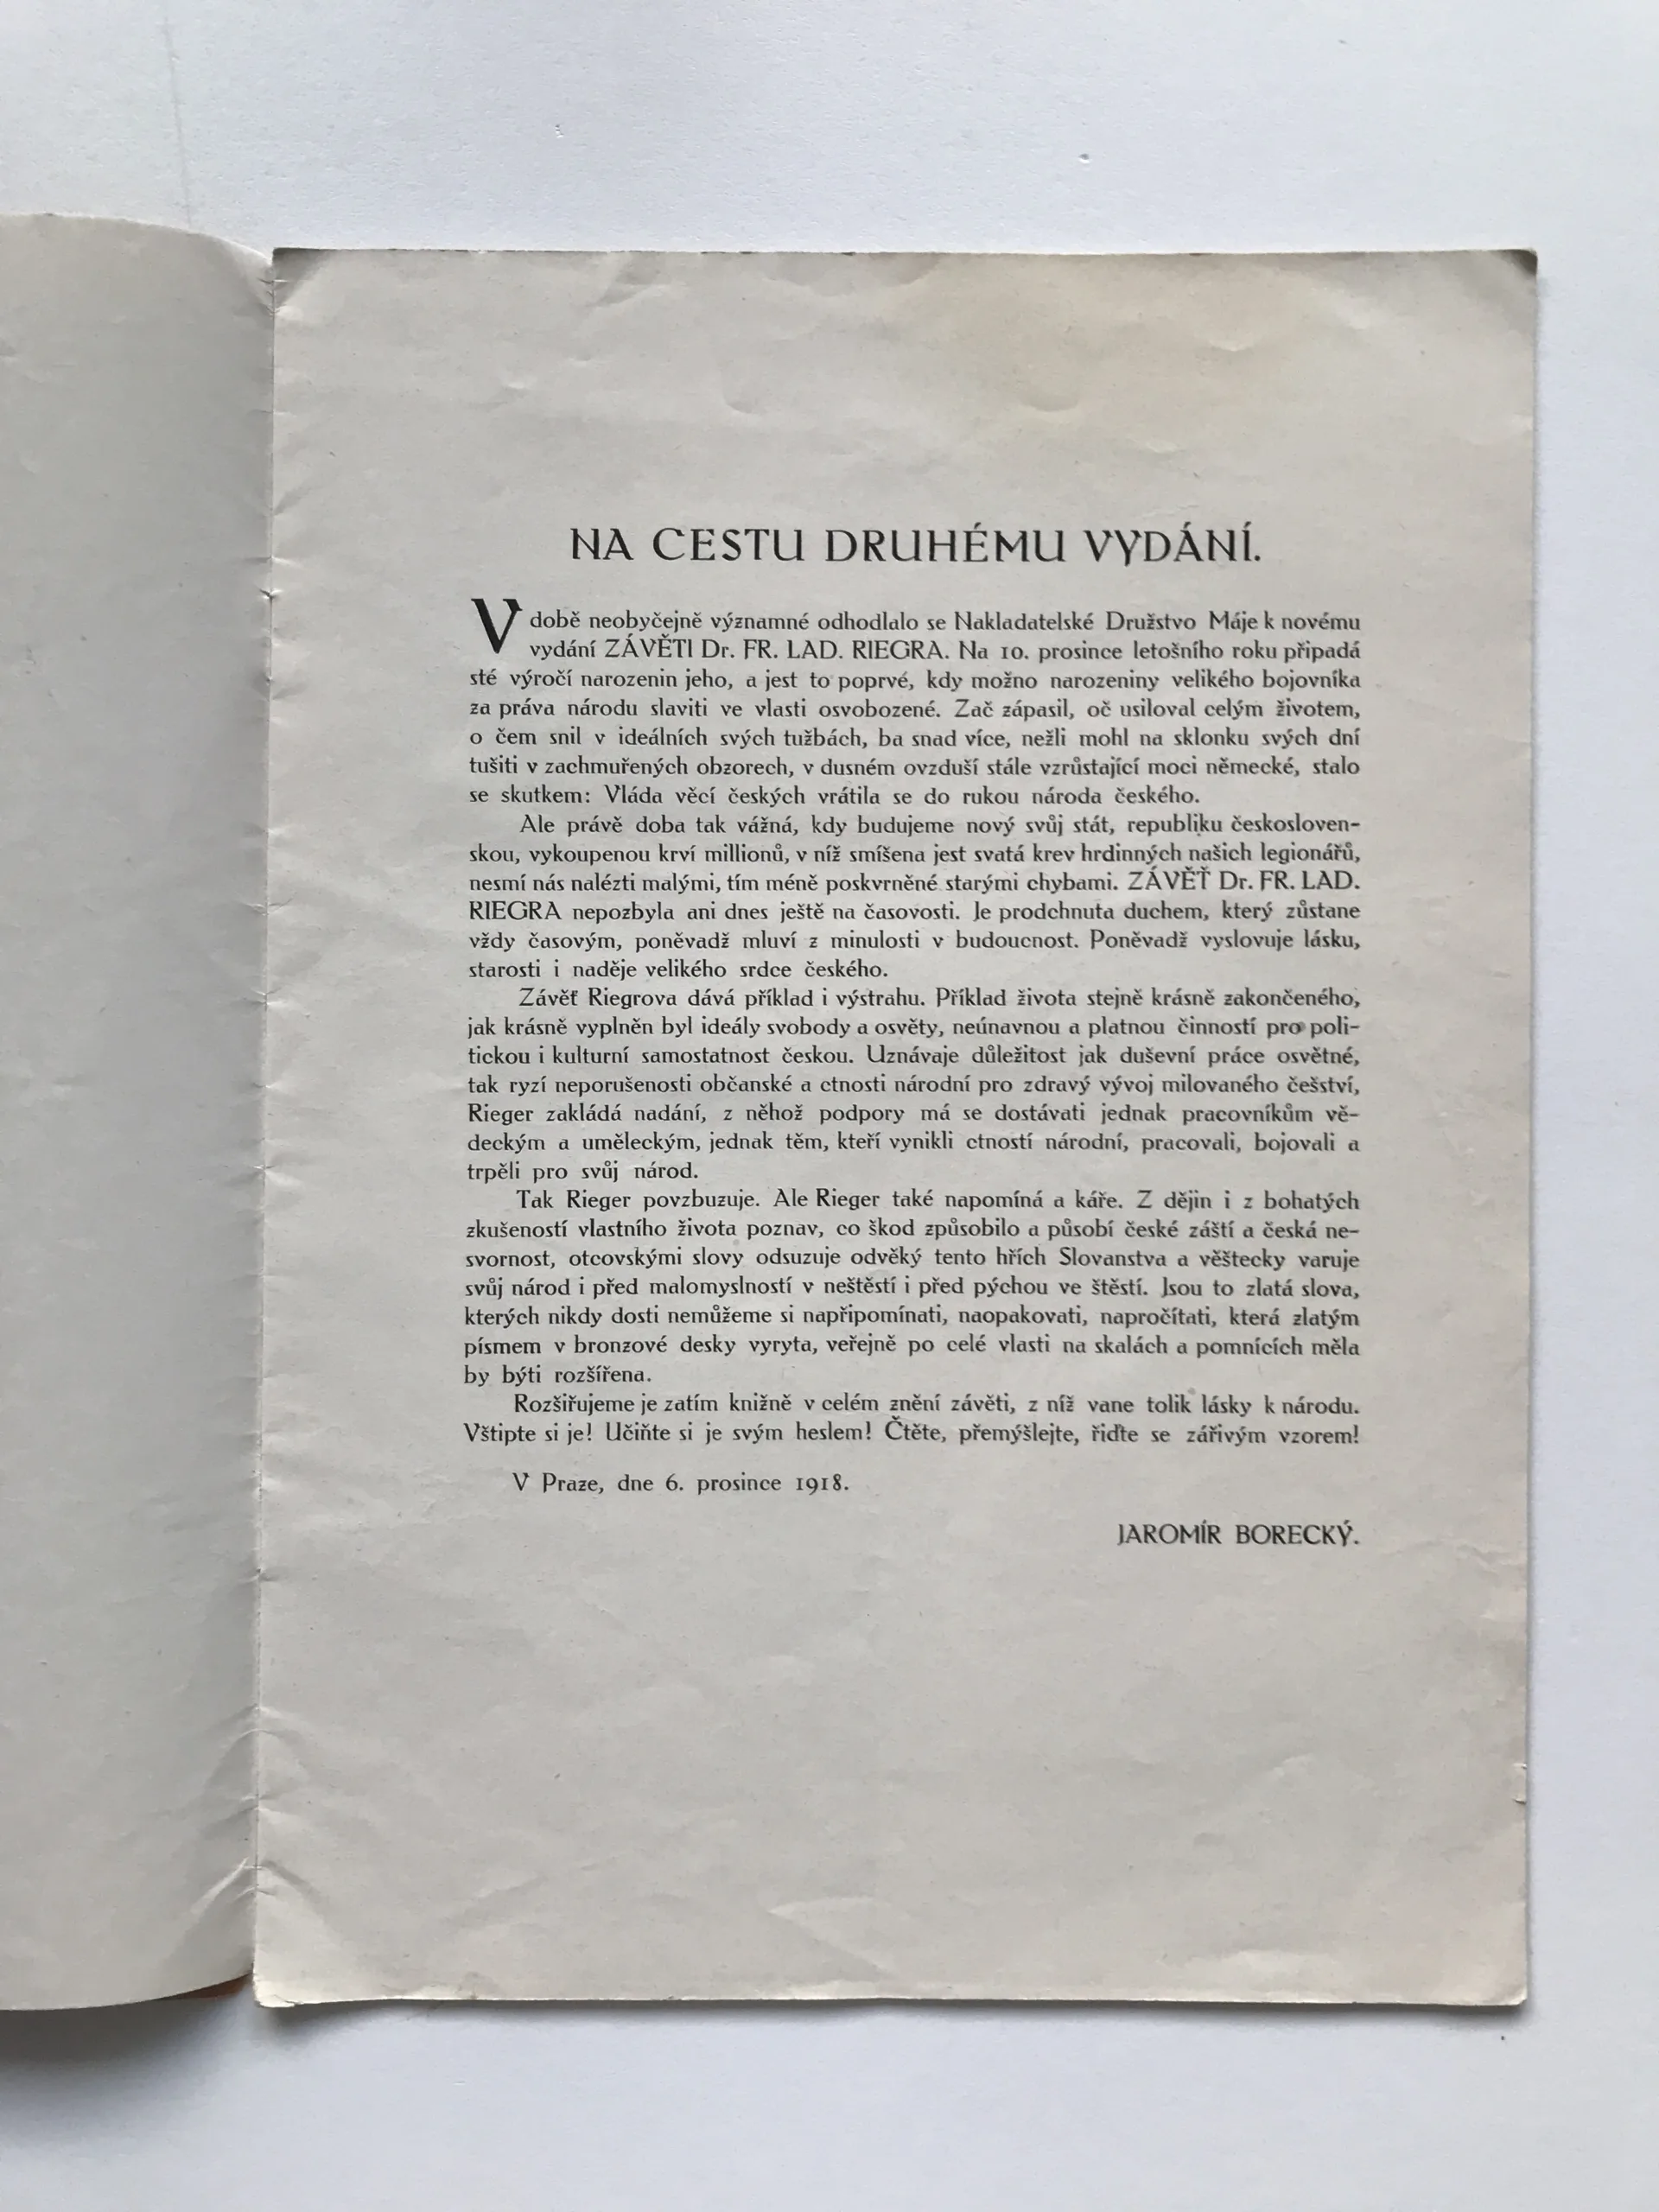 NA CESTU DRUHÉMU VYDÁNÍ.
V době neobyčejně významné odhodlalo se Nakladatelské Družstvo Máje k novému
vydání ZÁVĚTI Dr. FR. LAD. RIEGRA. Na 10. prosince letošního roku připadá
sté výročí narozenin jeho, a jest to poprvé, kdy možno narozeniny velikého bojovníka
za práva národu slaviti ve vlasti osvobozené. Zač zápasil, oč usiloval celým životem,
o čem snil v ideálních svých tužbách, ba snad více, nežli mohl na sklonku svých dní
tušiti v zachmuřených obzorech, v dusném ovzduší stále vzrůstající moci německé, stalo
se skutkem: Vláda věcí českých vrátila se do rukou národa českého.
Ale právě doba tak vážná, kdy budujeme nový svůj stát, republiku českosloven-
skou, vykoupenou krví millionů, v níž smíšena jest svatá krev hrdinných našich legionářů,
nesmí nás nalézti malými, tím méně poskvrněné starými chybami. ZÁVĚŤ Dr. FR. LAD.
RIEGRA nepozbyla ani dnes ještě na časovosti. Je prodchnuta duchem, který zůstane
vždy časovým, poněvadž mluví z minulosti v budoucnost. Poněvadž vyslovuje lásku,
starosti i naděje velikého srdce českého.
Závěť Riegrova dává příklad i výstrahu. Příklad života stejně krásně zakončeného,
jak krásně vyplněn byl ideály svobody a osvěty, neúnavnou a platnou činností pro poli-
tickou i kulturní samostatnost českou. Uznávaje důležitost jak duševní práce osvětné,
tak ryzí neporušenosti občanské a ctnosti národní pro zdravý vývoj milovaného češství,
Rieger zakládá nadání, z něhož podpory má se dostávati jednak pracovníkům vě-
deckým a uměleckým, jednak těm, kteří vynikli ctností národní, pracovali, bojovali a
trpěli pro svůj národ.
Tak Rieger povzbuzuje. Ale Rieger také napomíná a káře. Z dějin i z bohatých
zkušeností vlastního života poznav, co škod způsobilo a působí české záští a česká ne-
svornost, otcovskými slovy odsuzuje odvěký tento hřích Slovanstva a věštecky varuje
svůj národ i před malomyslností v neštěstí i před pýchou ve štěstí. Jsou to zlatá slova,
kterých nikdy dosti nemůžeme si napřipomínati, naopakovati, napročítati, která zlatým
písmem v bronzové desky vyryta, veřejně po celé vlasti na skalách a pomnících měla
by býti rozšířena.
Rozšiřujeme je zatím knižně v celém znění závěti, z níž vane tolik lásky k národu.
Vštipte si je! Učiňte si je svým heslem! Čtěte, přemýšlejte, řiďte se zářivým vzorem!
V Praze, dne 6. prosince 1918.
JAROMÍR BORECKÝ.